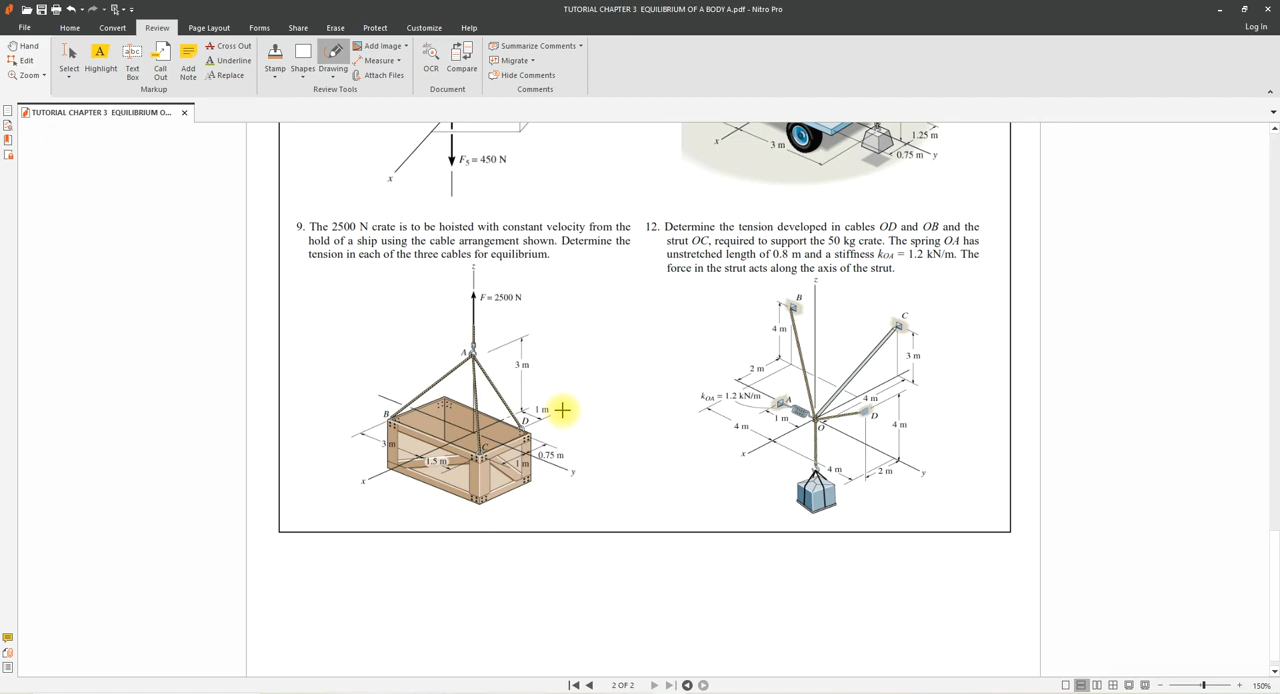 TUTORIAL CHAPTER 3 EQUILIBRIUM OF A BODY A.pdf - Nitro Pro
File Home Convert Review Page Layout Forms Share Erase Protect Customize Help Log In
Hand
Edit
Zoom
Select
Highlight
Text Box
Call Out
Add Note
Cross Out
Underline
Replace
Markup
Stamp
Shapes
Drawing
Add Image
Measure
Attach Files
Review Tools
OCR
Compare
Document
Summarize Comments
Migrate
Hide Comments
Comments
TUTORIAL CHAPTER 3 EQUILIBRIUM O...
F5 = 450 N
x
x
3 m
1.25 m
0.75 m
y
9. The 2500 N crate is to be hoisted with constant velocity from the
hold of a ship using the cable arrangement shown. Determine the
tension in each of the three cables for equilibrium.
z
F = 2500 N
A
3 m
1 m
B
D
C
3 m
1.5 m
1 m
0.75 m
x
y
12. Determine the tension developed in cables OD and OB and the
strut OC, required to support the 50 kg crate. The spring OA has
unstretched length of 0.8 m and a stiffness kOA = 1.2 kN/m. The
force in the strut acts along the axis of the strut.
z
B
C
4 m
3 m
2 m
kOA = 1.2 kN/m
A
4 m
D
1 m
O
4 m
4 m
x
4 m
2 m
y
2 OF 2
150%